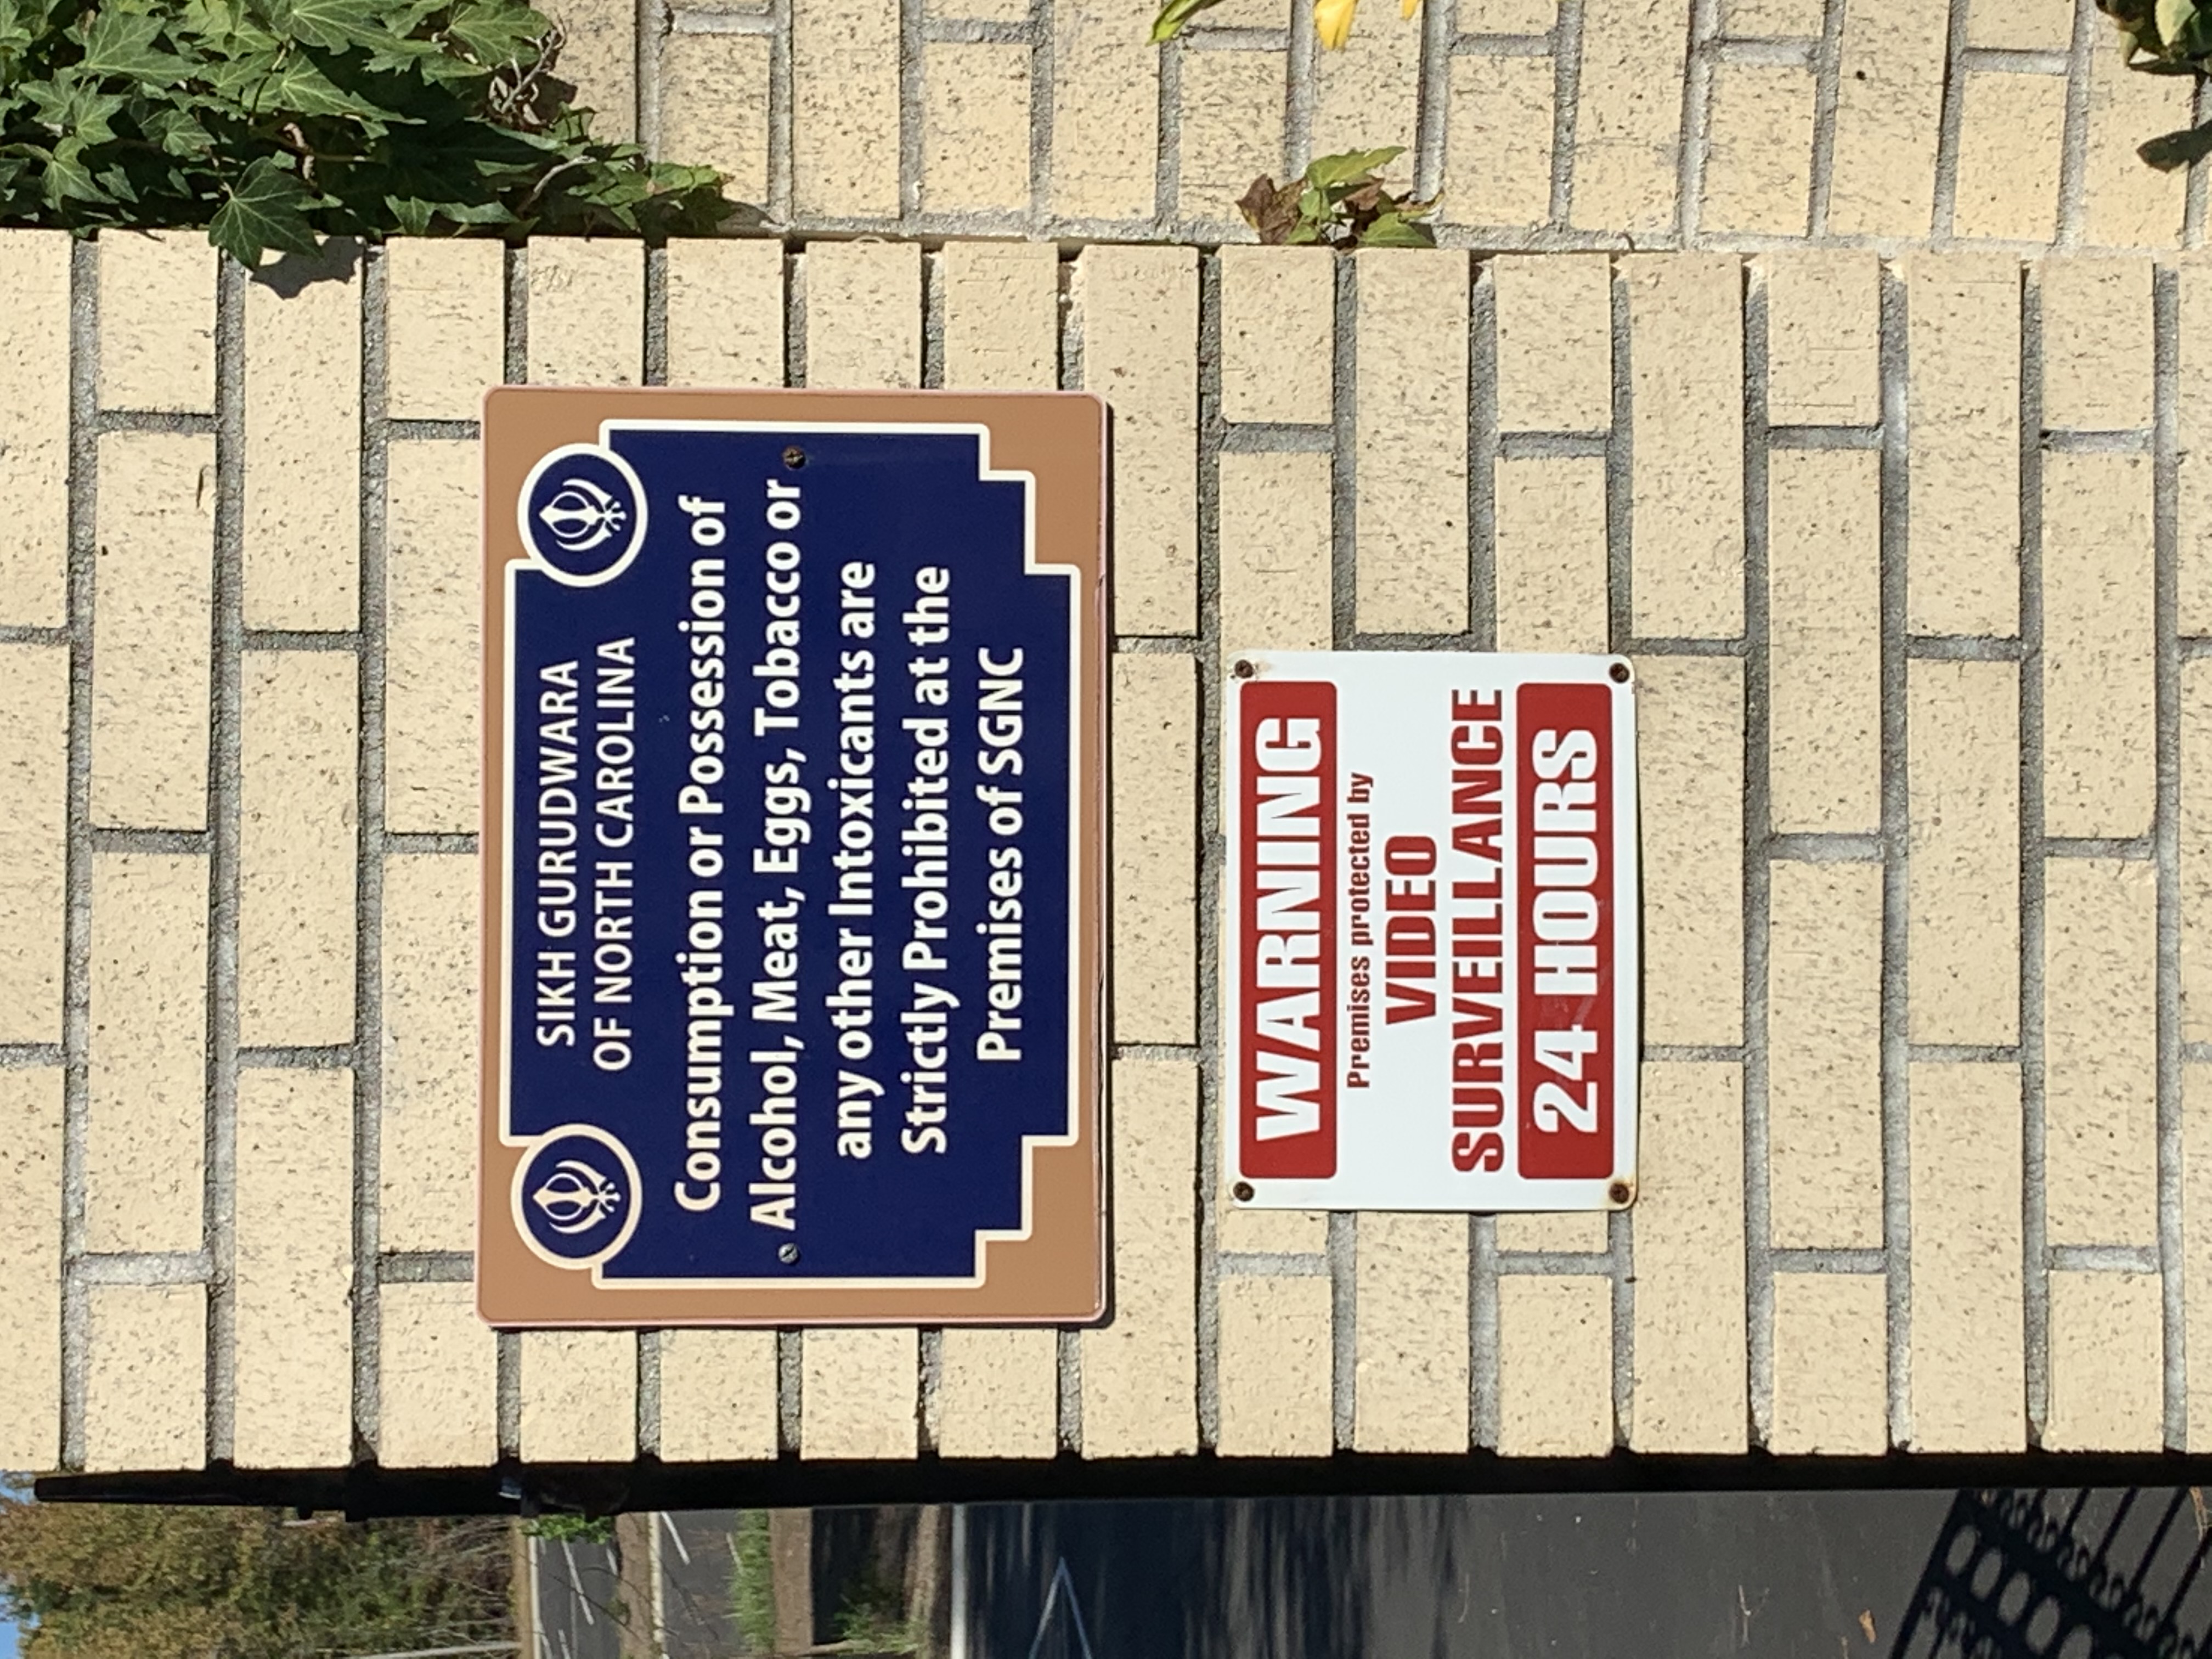 SIKH GURUDWARA
OF NORTH CAROLINA
Consumption or Possession of
Alcohol, Meat, Eggs, Tobacco or
any other Intoxicants are
Strictly Prohibited at the
Premises of SGNC
WARNING
Premises protected by
VIDEO
SURVEILLANCE
24 HOURS